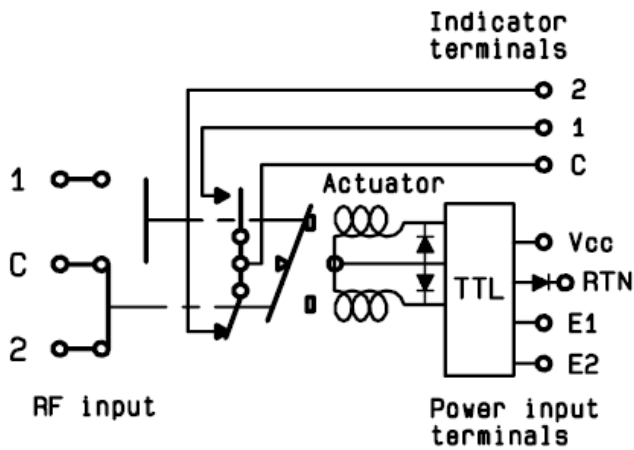 Indicator
terminals
2
1
C
Actuator
1
C
2
TTL
Vcc
RTN
E1
E2
RF input
Power input
terminals